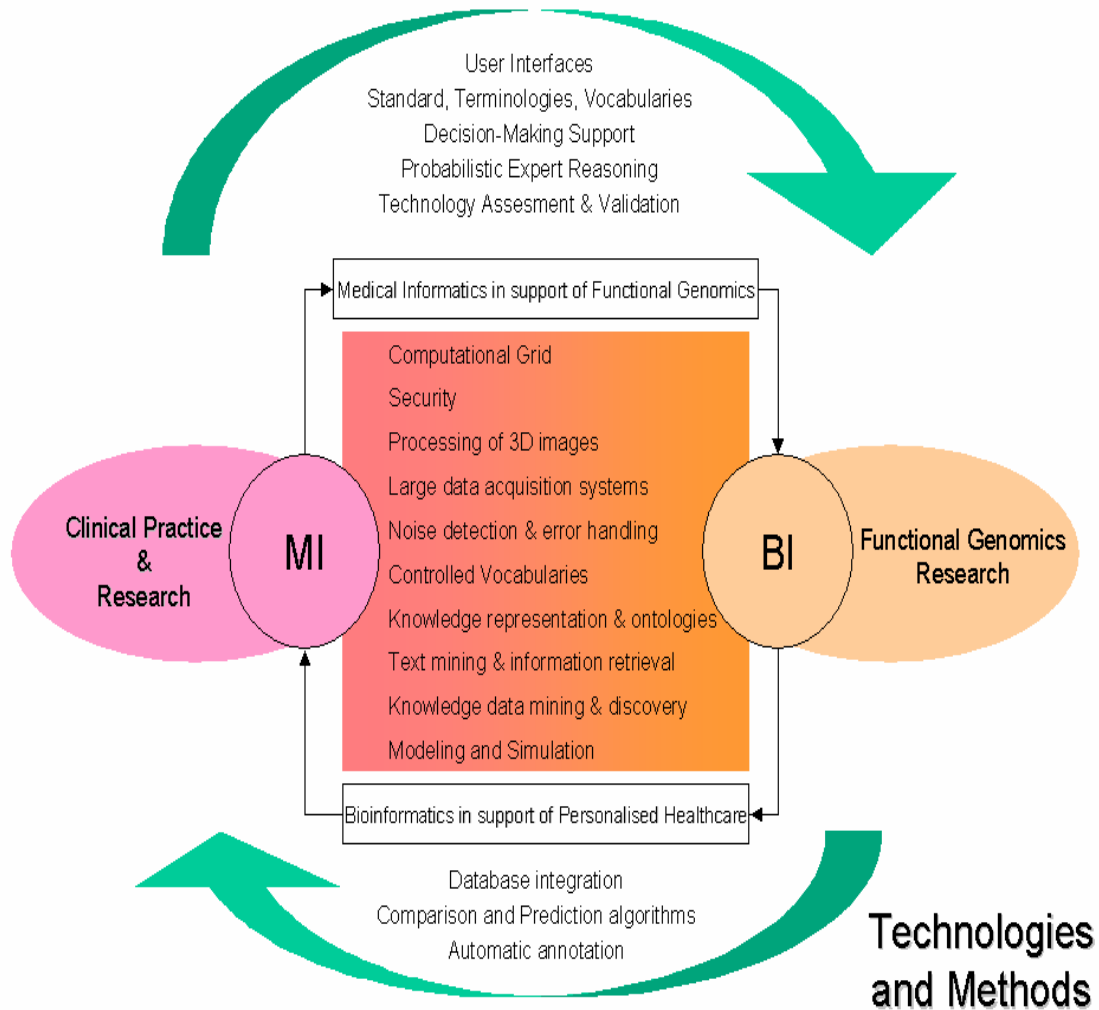 User Interfaces
Standard, Terminologies, Vocabularies
Decision-Making Support
Probabilistic Expert Reasoning
Technology Assesment & Validation
Medical Informatics in support of Functional Genomics
Computational Grid
Security
Processing of 3D images
Large data acquisition systems
Noise detection & error handling
Controlled Vocabularies
Knowledge representation & ontologies
Text mining & information retrieval
Knowledge data mining & discovery
Modeling and Simulation
Clinical Practice
&
Research
MI
BI
Functional Genomics
Research
Bioinformatics in support of Personalised Healthcare
Database integration
Comparison and Prediction algorithms
Automatic annotation
Technologies
and Methods